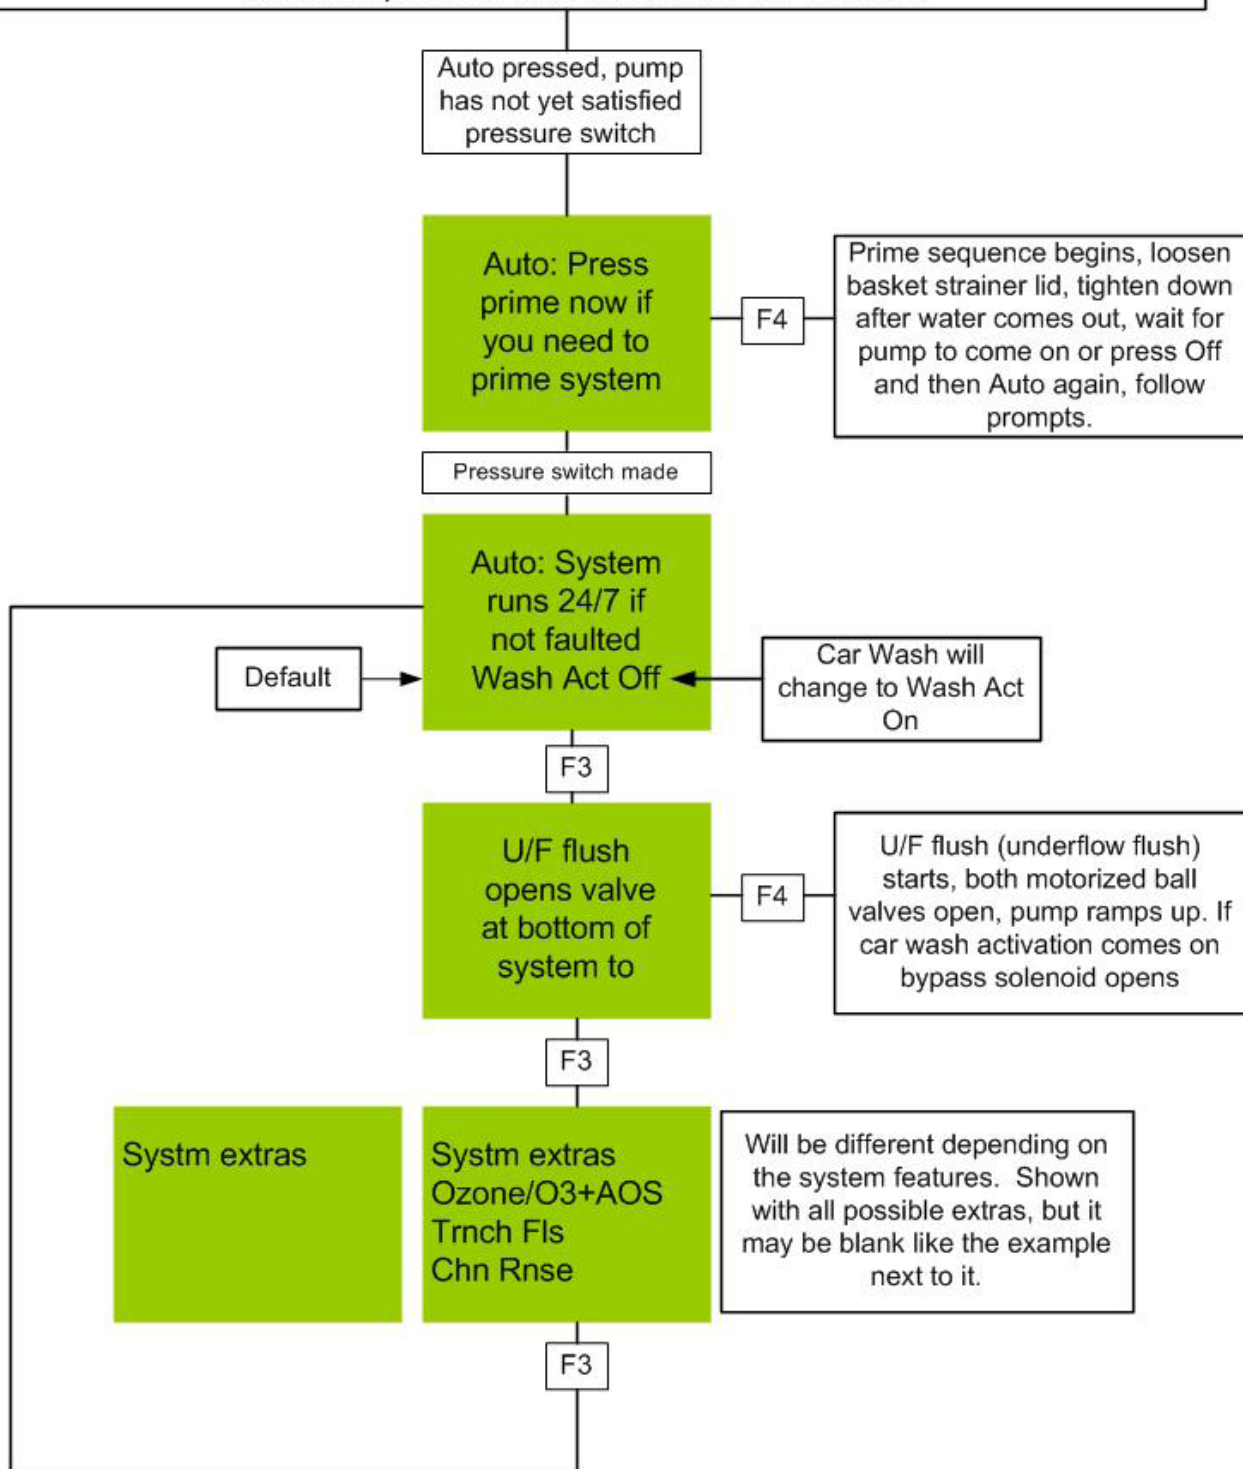 Auto pressed, pump
has not yet satisfied
pressure switch
Auto: Press
prime now if
you need to
prime system
F4
Prime sequence begins, loosen
basket strainer lid, tighten down
after water comes out, wait for
pump to come on or press Off
and then Auto again, follow
prompts.
Pressure switch made
Auto: System
runs 24/7 if
not faulted
Wash Act Off
Default
Car Wash will
change to Wash Act
On
F3
U/F flush
opens valve
at bottom of
system to
F4
U/F flush (underflow flush)
starts, both motorized ball
valves open, pump ramps up. If
car wash activation comes on
bypass solenoid opens
F3
Systm extras
Systm extras
Ozone/O3+AOS
Trnch Fls
Chn Rnse
Will be different depending on
the system features.  Shown
with all possible extras, but it
may be blank like the example
next to it.
F3